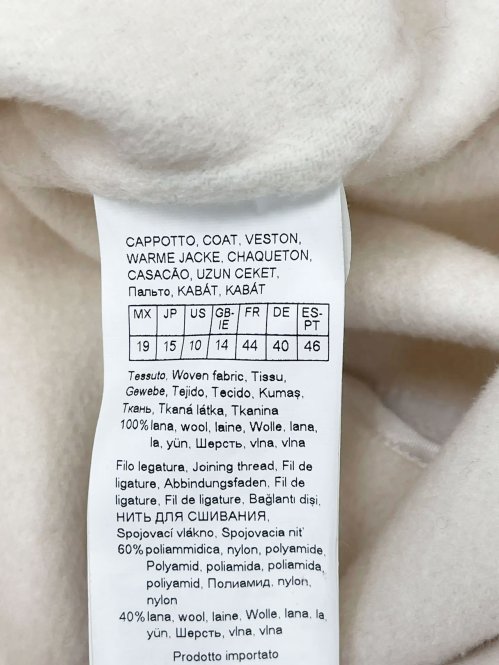 CAPPOTTO, COAT, VESTON,
WARME JACKE, CHAQUETON,
CASACÃO, UZUN CEKET,
Пальто, KABÁT, KABÁT
MX JP US GB-IE FR DE ES-PT
19 15 10 14 44 40 46
Tessuto, Woven fabric, Tissu,
Gewebe, Tejido, Tecido, Kumaş,
Ткань, Tkaná látka, Tkanina
100% lana, wool, laine, Wolle, lana,
la, yün, Шерсть, vlna, vlna
Filo legatura, Joining thread, Fil de
ligature, Abbindungsfaden, Fil de
ligature, Fil de ligature, Bağlantı dişi,
НИТЬ ДЛЯ СШИВАНИЯ,
Spojovací vlákno, Spojovacia niť
60% poliammidica, nylon, polyamide,
Polyamid, poliamida, poliamida,
poliyamid, Полиамид, nylon,
nylon
40% lana, wool, laine, Wolle, lana, la,
yün, Шерсть, vlna, vlna
Prodotto importato